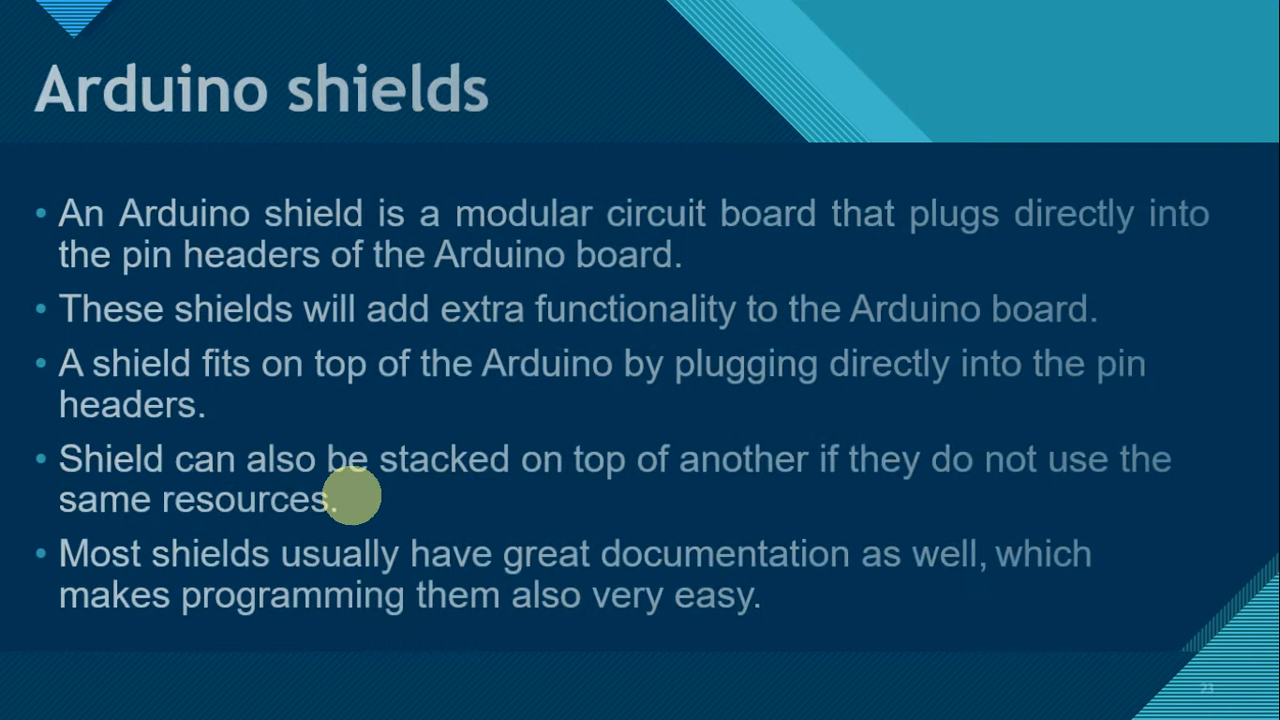 Arduino shields
• An Arduino shield is a modular circuit board that plugs directly into
the pin headers of the Arduino board.
• These shields will add extra functionality to the Arduino board.
• A shield fits on top of the Arduino by plugging directly into the pin
headers.
• Shield can also be stacked on top of another if they do not use the
same resources.
• Most shields usually have great documentation as well, which
makes programming them also very easy.
23